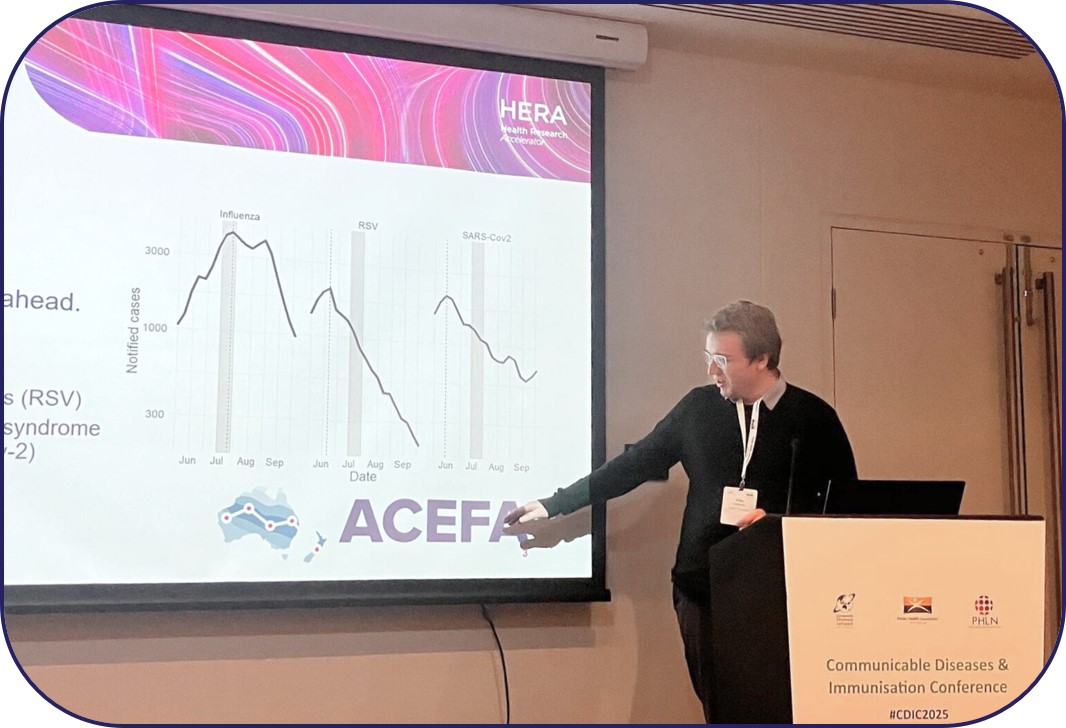 HERA
Health Research
Accelerator
ahead.
s (RSV)
syndrome
-2)
Influenza
RSV
SARS-Cov2
Notified cases
3000
1000
300
Jun Jul Aug Sep
Jun Jul Aug Sep
Jun Jul Aug Sep
Date
ACEFA
3
PHLN
Communicable Diseases &
Immunisation Conference
#CDIC2025